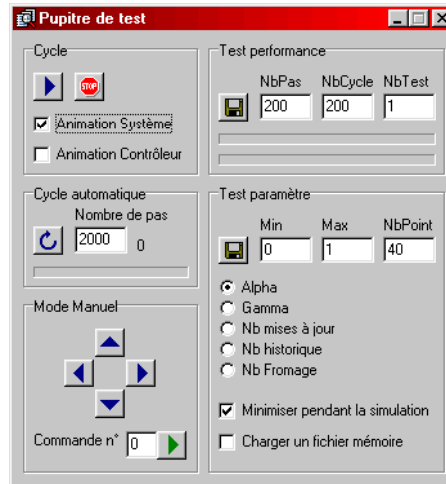 Pupitre de test
Cycle
STOP
Animation Système
Animation Contrôleur
Cycle automatique
Nombre de pas
2000 0
Mode Manuel
Commande n° 0
Test performance
NbPas NbCycle NbTest
200 200 1
Test paramètre
Min Max NbPoint
0 1 40
Alpha
Gamma
Nb mises à jour
Nb historique
Nb Fromage
Minimiser pendant la simulation
Charger un fichier mémoire